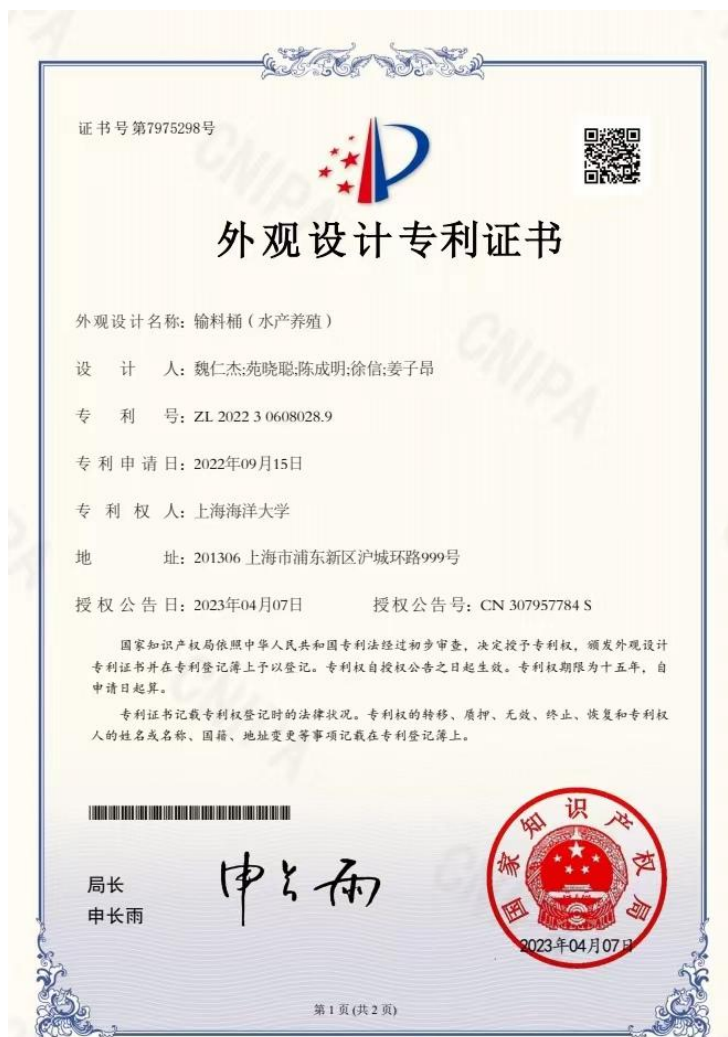 证书号第7975298号
外观设计专利证书
外观设计名称：输料桶（水产养殖）
设计人：魏仁杰;苑晓聪;陈成明;徐信;姜子昂
专利号：ZL 2022 3 0608028.9
专利申请日：2022年09月15日
专利权人：上海海洋大学
地址：201306 上海市浦东新区沪城环路999号
授权公告日：2023年04月07日 授权公告号：CN 307957784 S
国家知识产权局依照中华人民共和国专利法经过初步审查，决定授予专利权，颁发外观设计
专利证书并在专利登记簿上予以登记。专利权自授权公告之日起生效。专利权期限为十五年，自
申请日起算。
专利证书记载专利权登记时的法律状况。专利权的转移、质押、无效、终止、恢复和专利权
人的姓名或名称、国籍、地址变更等事项记载在专利登记簿上。
局长
申长雨
申长雨
国家知识产权局
2023年04月07日
第 1 页 (共 2 页)
CNIPA
CNIPA
CNIPA
CNIPA